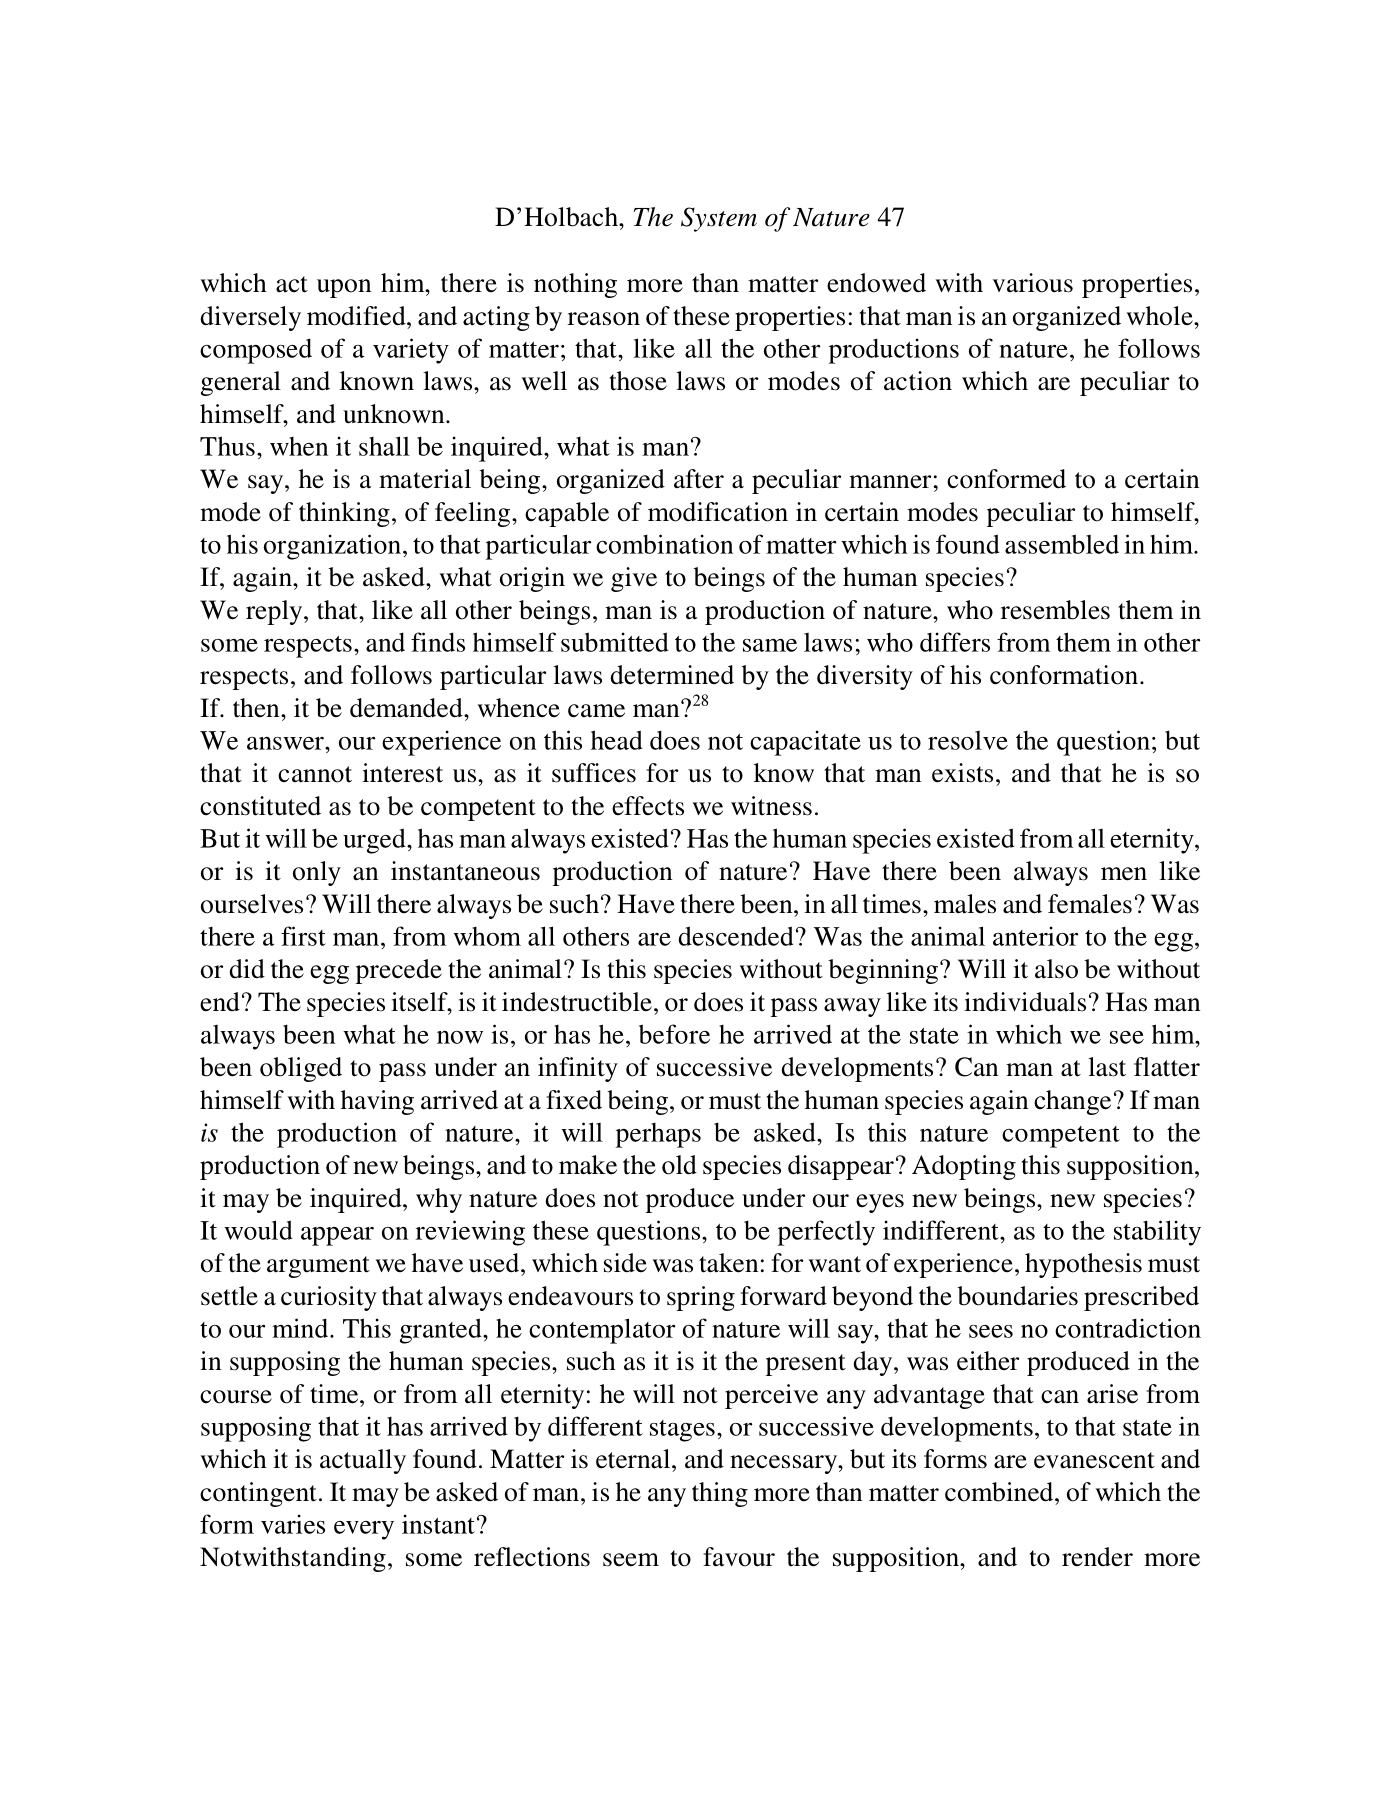 D’Holbach, The System of Nature 47
which act upon him, there is nothing more than matter endowed with various properties,
diversely modified, and acting by reason of these properties: that man is an organized whole,
composed of a variety of matter; that, like all the other productions of nature, he follows
general and known laws, as well as those laws or modes of action which are peculiar to
himself, and unknown.
Thus, when it shall be inquired, what is man?
We say, he is a material being, organized after a peculiar manner; conformed to a certain
mode of thinking, of feeling, capable of modification in certain modes peculiar to himself,
to his organization, to that particular combination of matter which is found assembled in him.
If, again, it be asked, what origin we give to beings of the human species?
We reply, that, like all other beings, man is a production of nature, who resembles them in
some respects, and finds himself submitted to the same laws; who differs from them in other
respects, and follows particular laws determined by the diversity of his conformation.
If. then, it be demanded, whence came man?28
We answer, our experience on this head does not capacitate us to resolve the question; but
that it cannot interest us, as it suffices for us to know that man exists, and that he is so
constituted as to be competent to the effects we witness.
But it will be urged, has man always existed? Has the human species existed from all eternity,
or is it only an instantaneous production of nature? Have there been always men like
ourselves? Will there always be such? Have there been, in all times, males and females? Was
there a first man, from whom all others are descended? Was the animal anterior to the egg,
or did the egg precede the animal? Is this species without beginning? Will it also be without
end? The species itself, is it indestructible, or does it pass away like its individuals? Has man
always been what he now is, or has he, before he arrived at the state in which we see him,
been obliged to pass under an infinity of successive developments? Can man at last flatter
himself with having arrived at a fixed being, or must the human species again change? If man
is the production of nature, it will perhaps be asked, Is this nature competent to the
production of new beings, and to make the old species disappear? Adopting this supposition,
it may be inquired, why nature does not produce under our eyes new beings, new species?
It would appear on reviewing these questions, to be perfectly indifferent, as to the stability
of the argument we have used, which side was taken: for want of experience, hypothesis must
settle a curiosity that always endeavours to spring forward beyond the boundaries prescribed
to our mind. This granted, he contemplator of nature will say, that he sees no contradiction
in supposing the human species, such as it is it the present day, was either produced in the
course of time, or from all eternity: he will not perceive any advantage that can arise from
supposing that it has arrived by different stages, or successive developments, to that state in
which it is actually found. Matter is eternal, and necessary, but its forms are evanescent and
contingent. It may be asked of man, is he any thing more than matter combined, of which the
form varies every instant?
Notwithstanding, some reflections seem to favour the supposition, and to render more